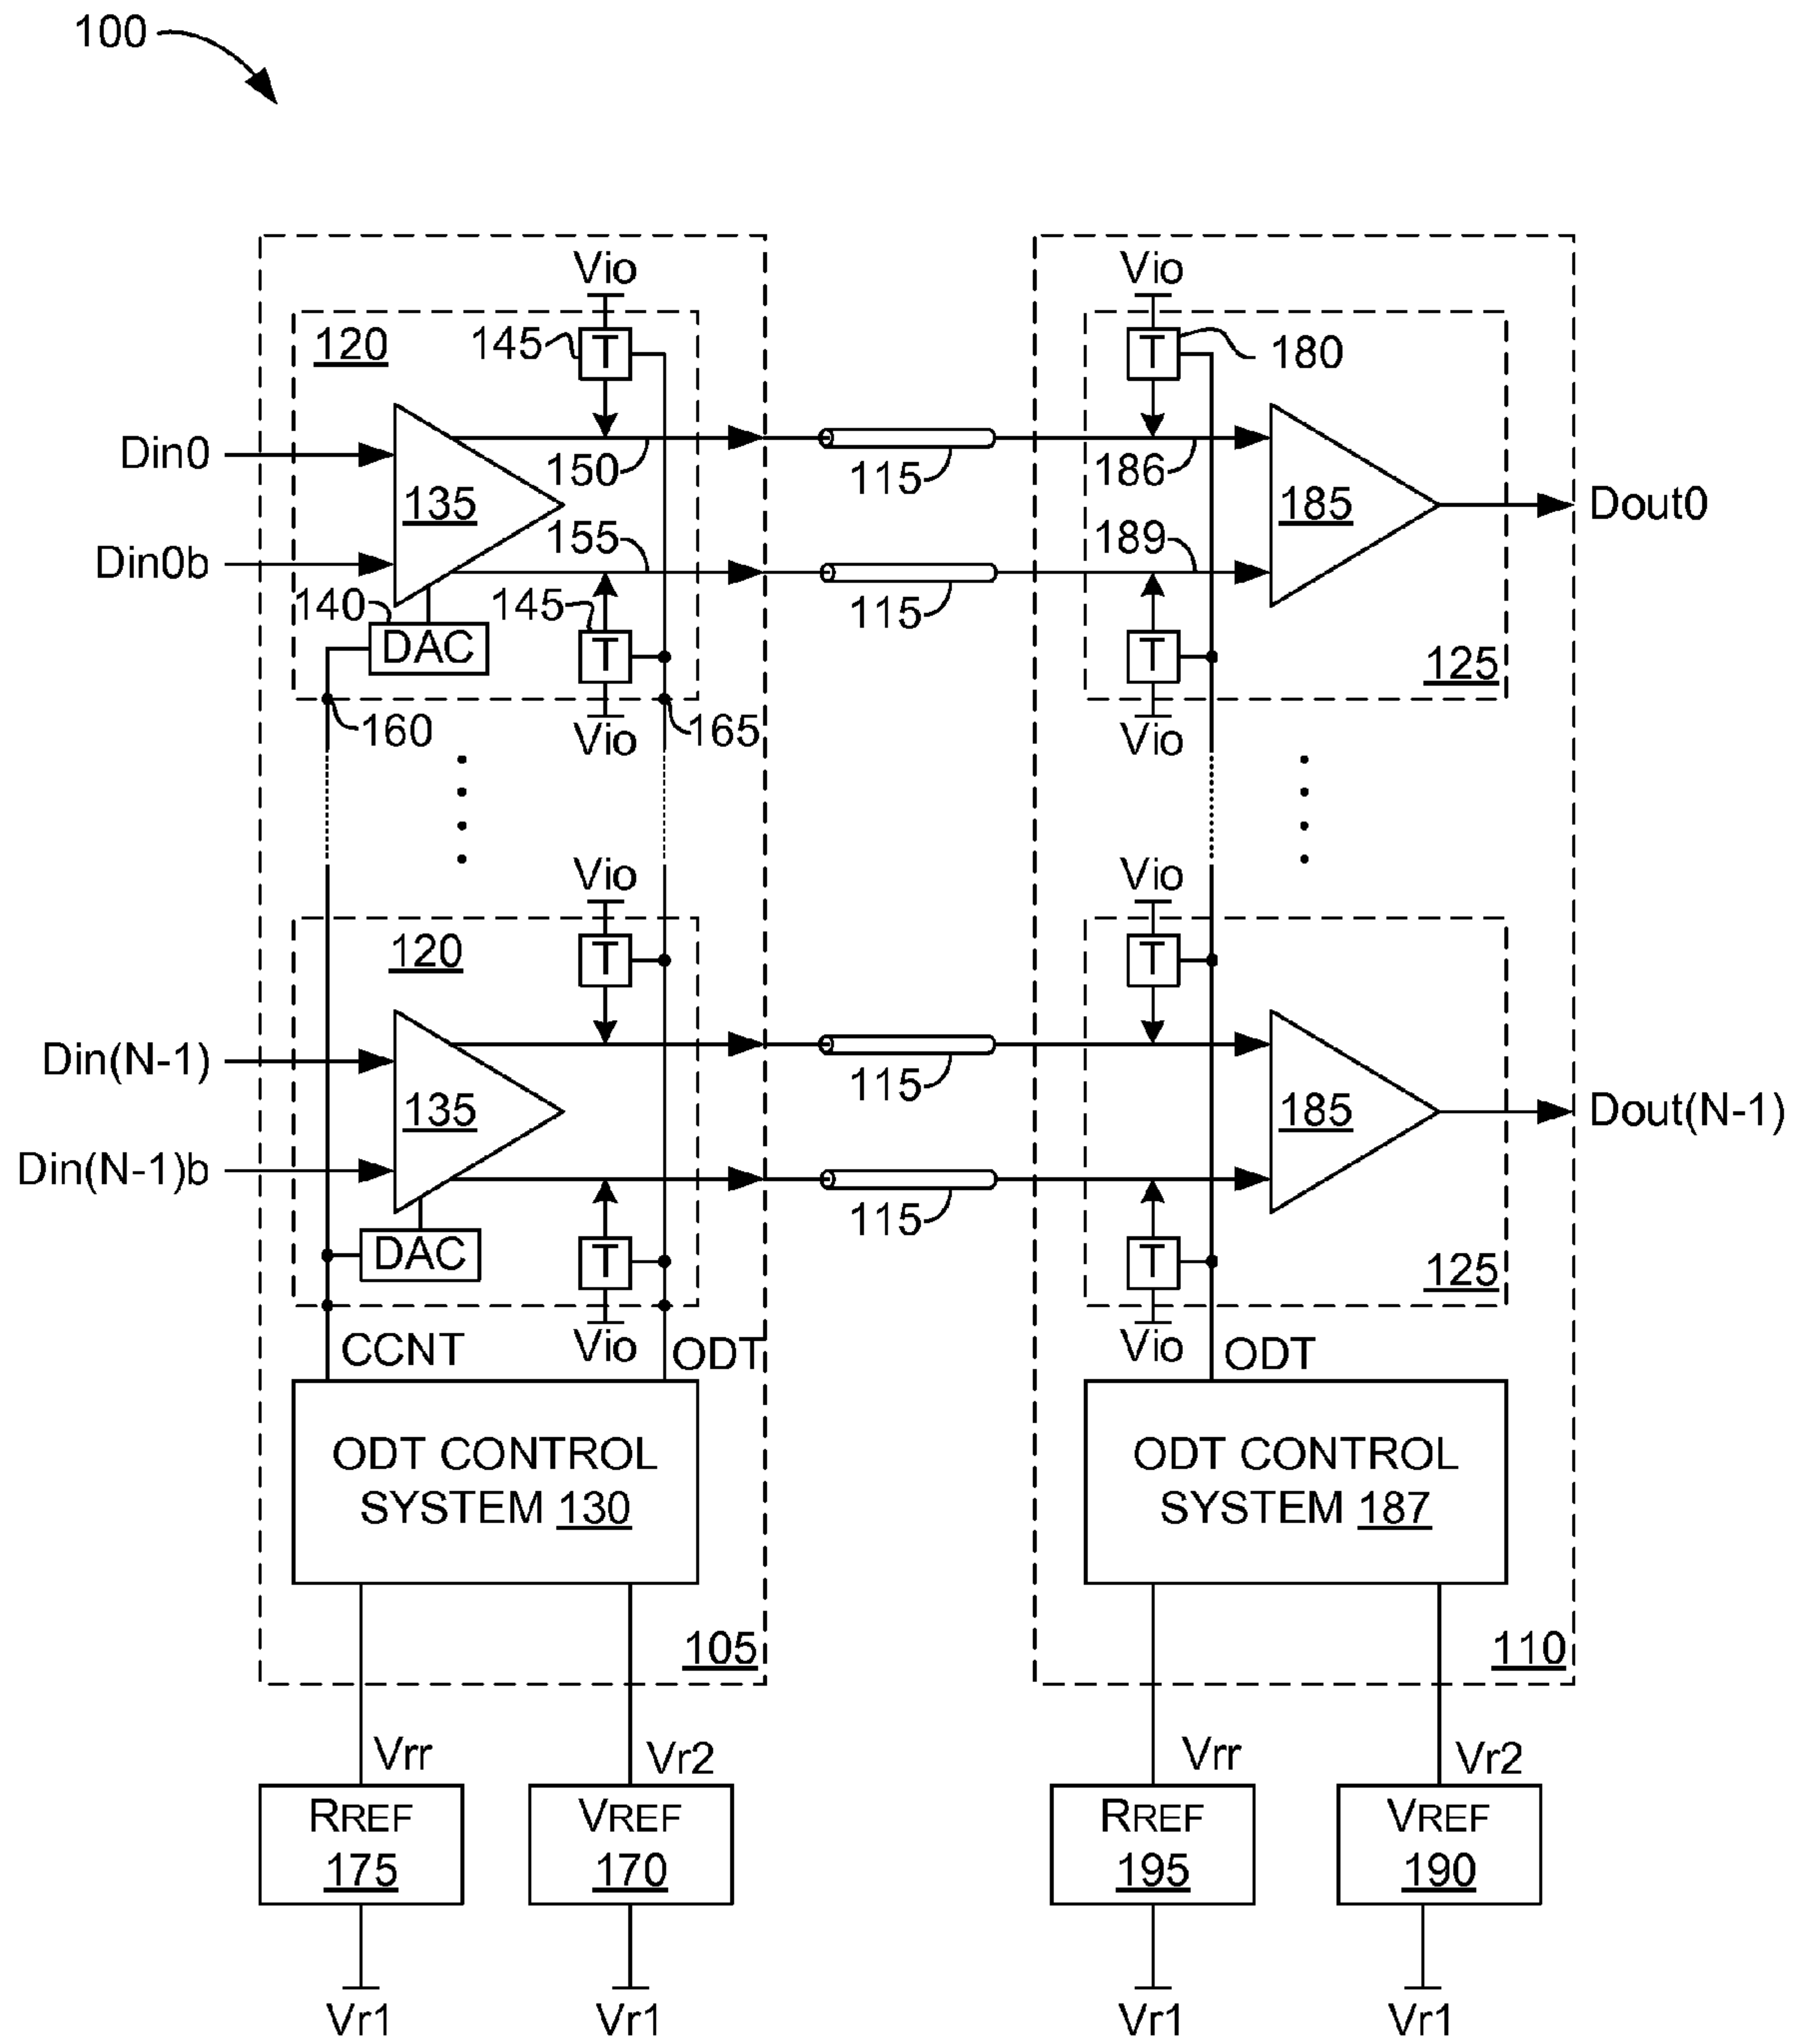 100
Vio Vio
120 145 T T 180
Din0 150 115 186
135 185 Dout0
Din0b 155 189
140 145 115
DAC T T 125
160 Vio 165 Vio
Vio Vio
120 T T
Din(N-1) 115
135 185 Dout(N-1)
Din(N-1)b 115
DAC T T 125
CCNT Vio ODT Vio ODT
ODT CONTROL ODT CONTROL
SYSTEM 130 SYSTEM 187
105 110
Vrr Vr2 Vrr Vr2
RREF VREF RREF VREF
175 170 195 190
Vr1 Vr1 Vr1 Vr1